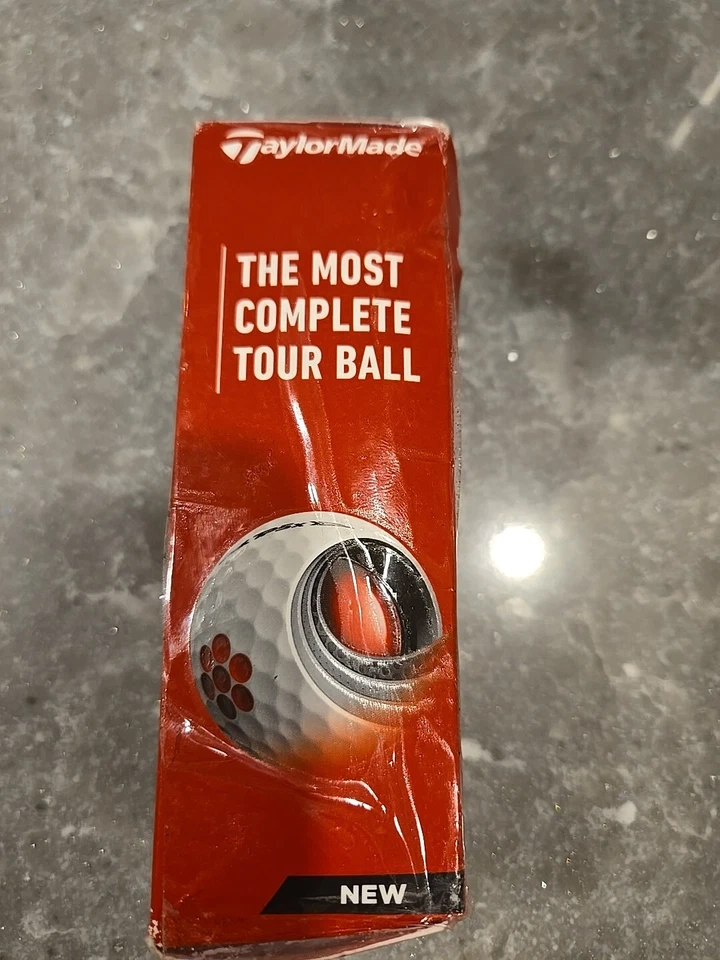 TaylorMade
THE MOST
COMPLETE
TOUR BALL
NEW